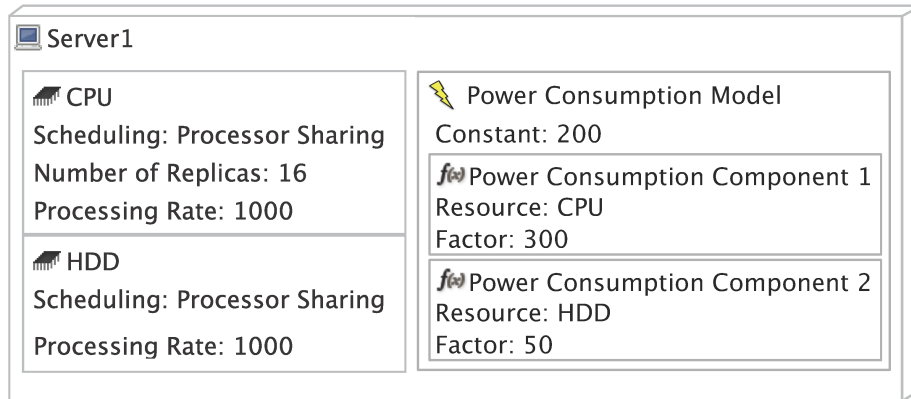 Server1
CPU
Scheduling: Processor Sharing
Number of Replicas: 16
Processing Rate: 1000
HDD
Scheduling: Processor Sharing
Processing Rate: 1000
Power Consumption Model
Constant: 200
f(x) Power Consumption Component 1
Resource: CPU
Factor: 300
f(x) Power Consumption Component 2
Resource: HDD
Factor: 50